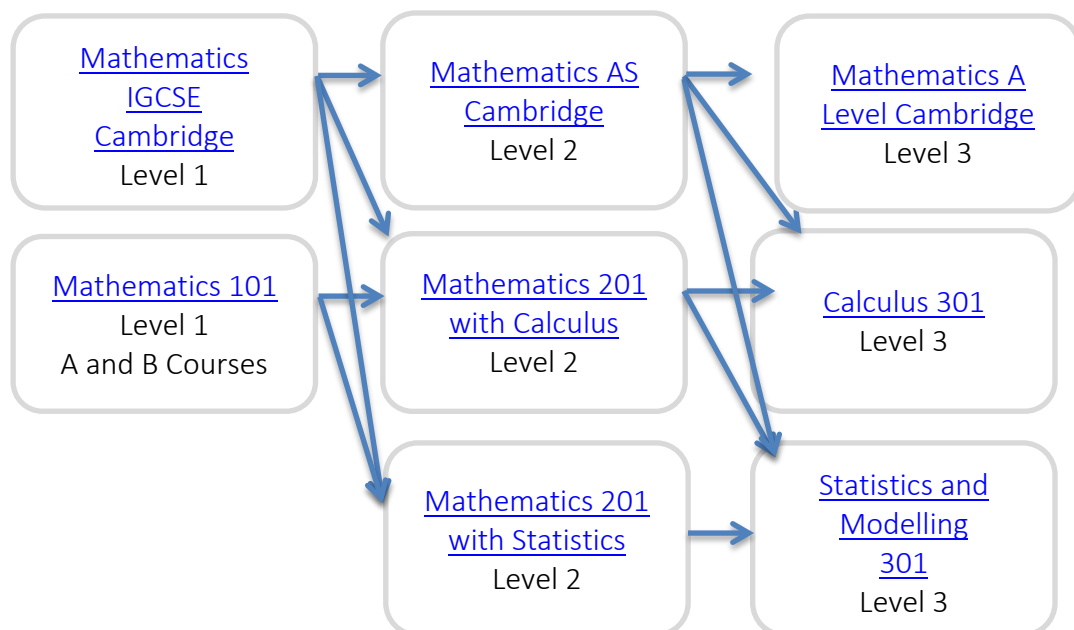 Mathematics
IGCSE
Cambridge
Level 1
Mathematics AS
Cambridge
Level 2
Mathematics A
Level Cambridge
Level 3
Mathematics 101
Level 1
A and B Courses
Mathematics 201
with Calculus
Level 2
Calculus 301
Level 3
Mathematics 201
with Statistics
Level 2
Statistics and
Modelling
301
Level 3